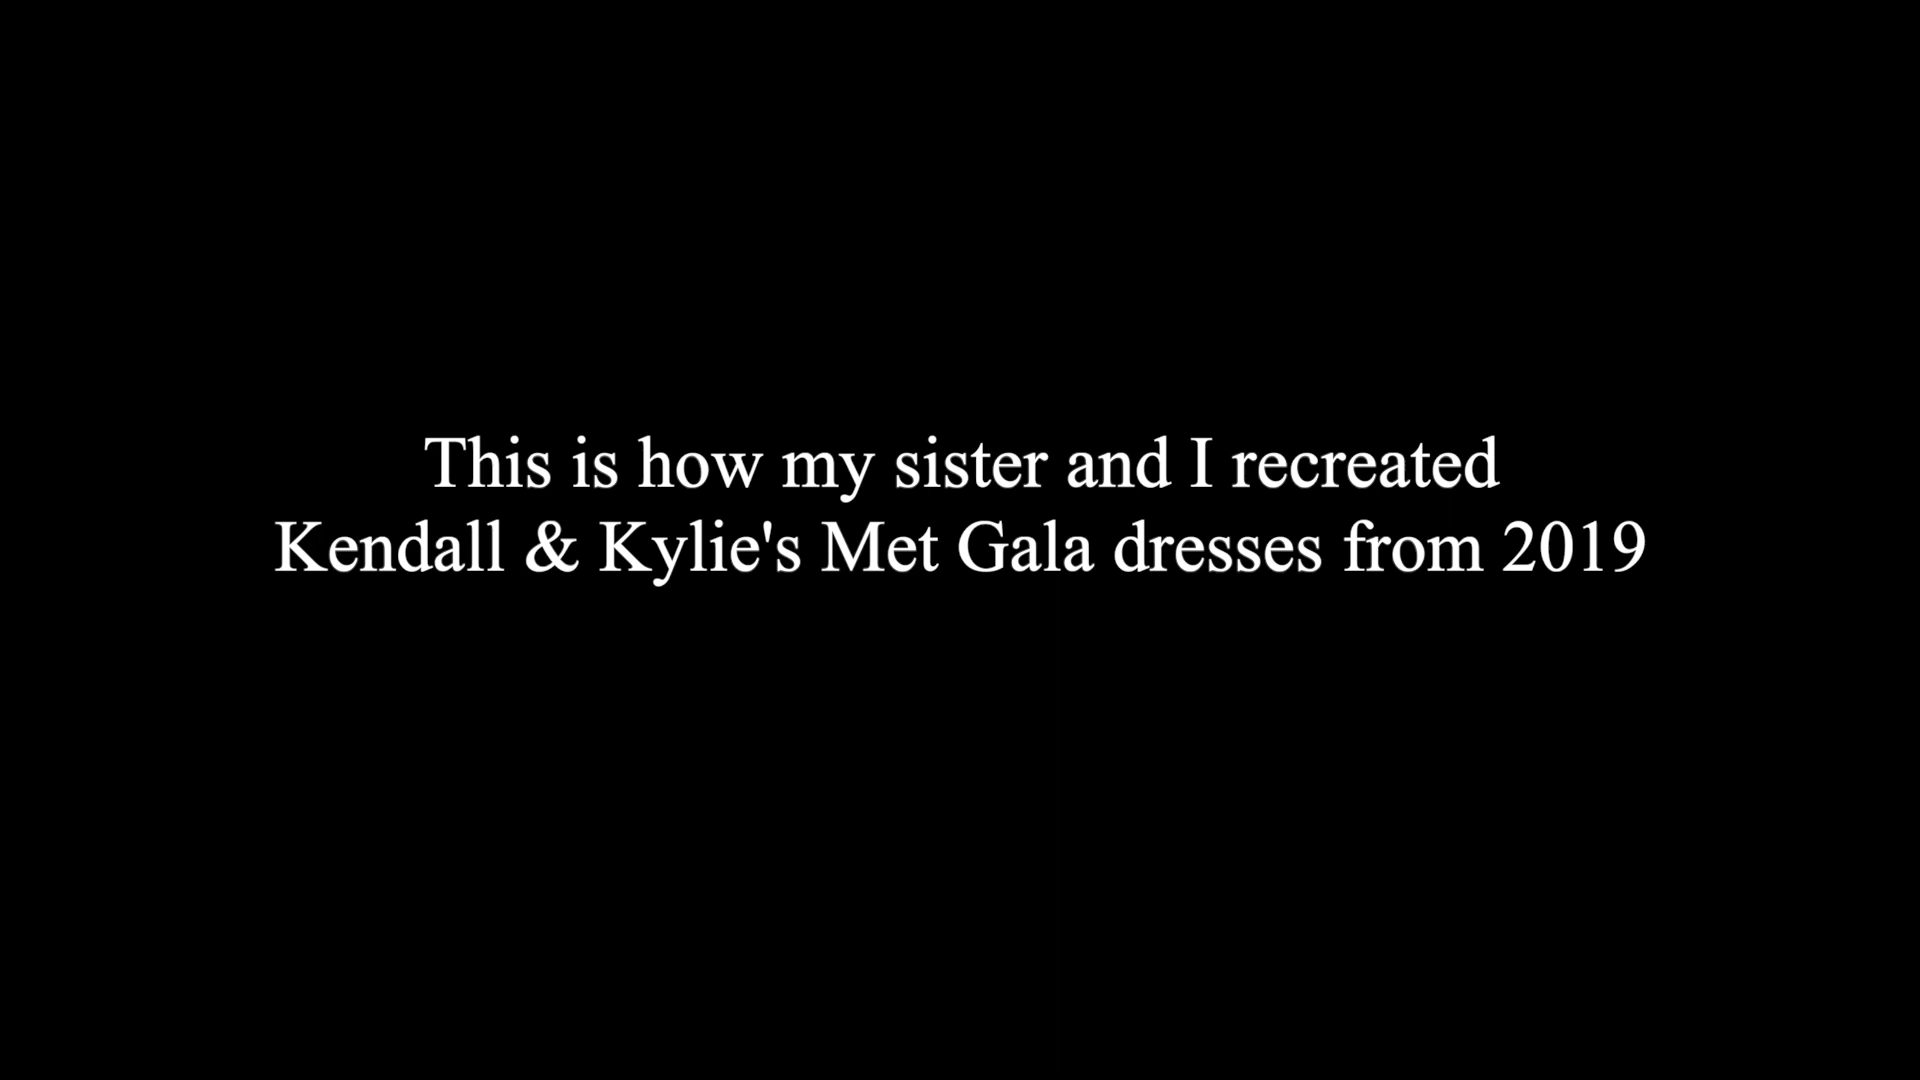 This is how my sister and I recreated
Kendall & Kylie's Met Gala dresses from 2019